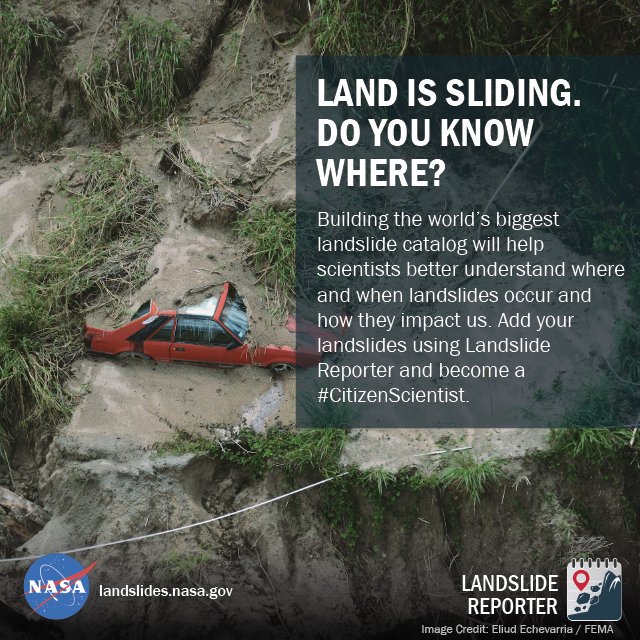 LAND IS SLIDING.
DO YOU KNOW
WHERE?
Building the world's biggest
landslide catalog will help
scientists better understand where
and when landslides occur and
how they impact us. Add your
landslides using Landslide
Reporter and become a
#CitizenScientist.
NASA
landslides.nasa.gov
LANDSLIDE
REPORTER
Image Credit: Eliud Echevarria / FEMA